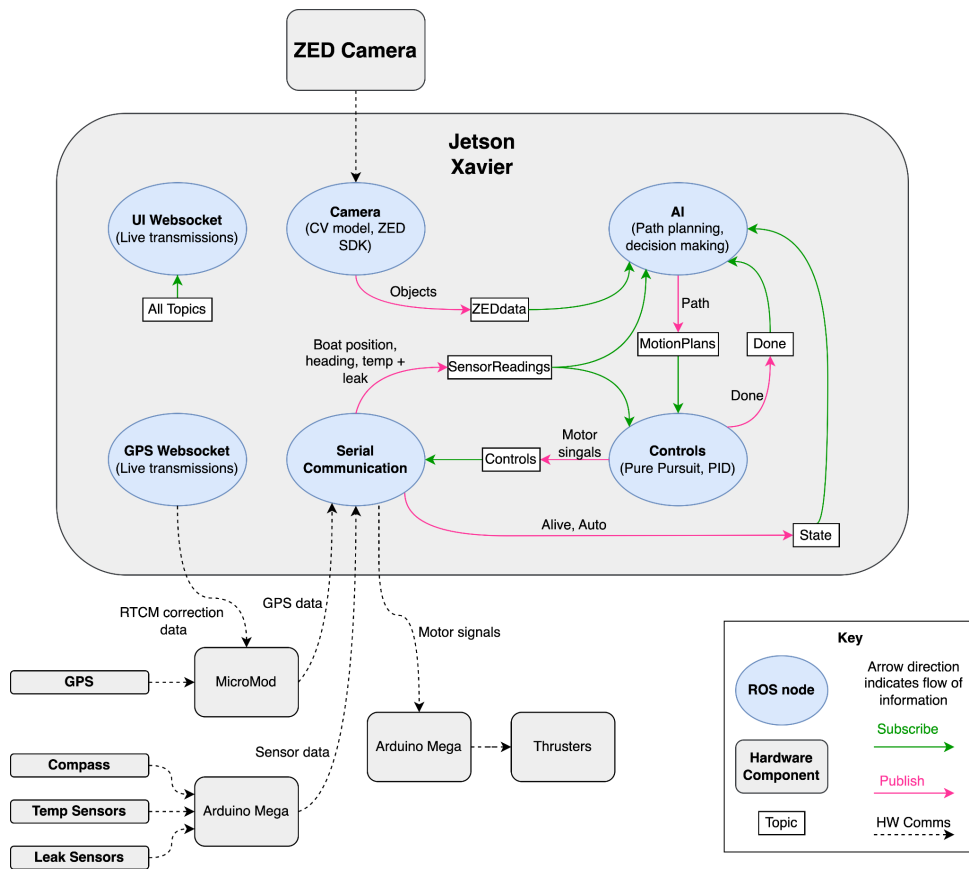 ZED Camera
Jetson
Xavier
UI Websocket
(Live transmissions)
All Topics
Camera
(CV model, ZED
SDK)
AI
(Path planning,
decision making)
Objects
ZEDdata
Path
MotionPlans
Done
Boat position,
heading, temp +
leak
SensorReadings
Done
GPS Websocket
(Live transmissions)
Serial
Communication
Controls
Motor
singals
Controls
(Pure Pursuit, PID)
Alive, Auto
State
RTCM correction
data
GPS data
Motor signals
GPS
MicroMod
Sensor data
Arduino Mega
Thrusters
Compass
Temp Sensors
Leak Sensors
Arduino Mega
Key
ROS node
Arrow direction
indicates flow of
information
Subscribe
Hardware
Component
Publish
Topic
HW Comms